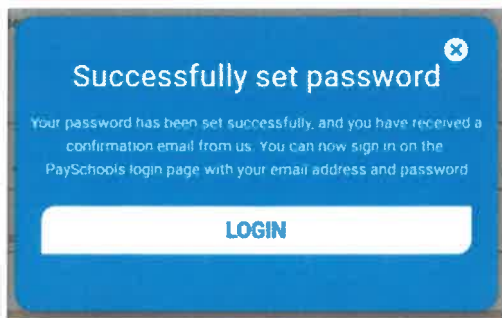 Successfully set password
Your password has been set successfully, and you have received a
confirmation email from us. You can now sign in on the
PaySchools login page with your email address and password
LOGIN